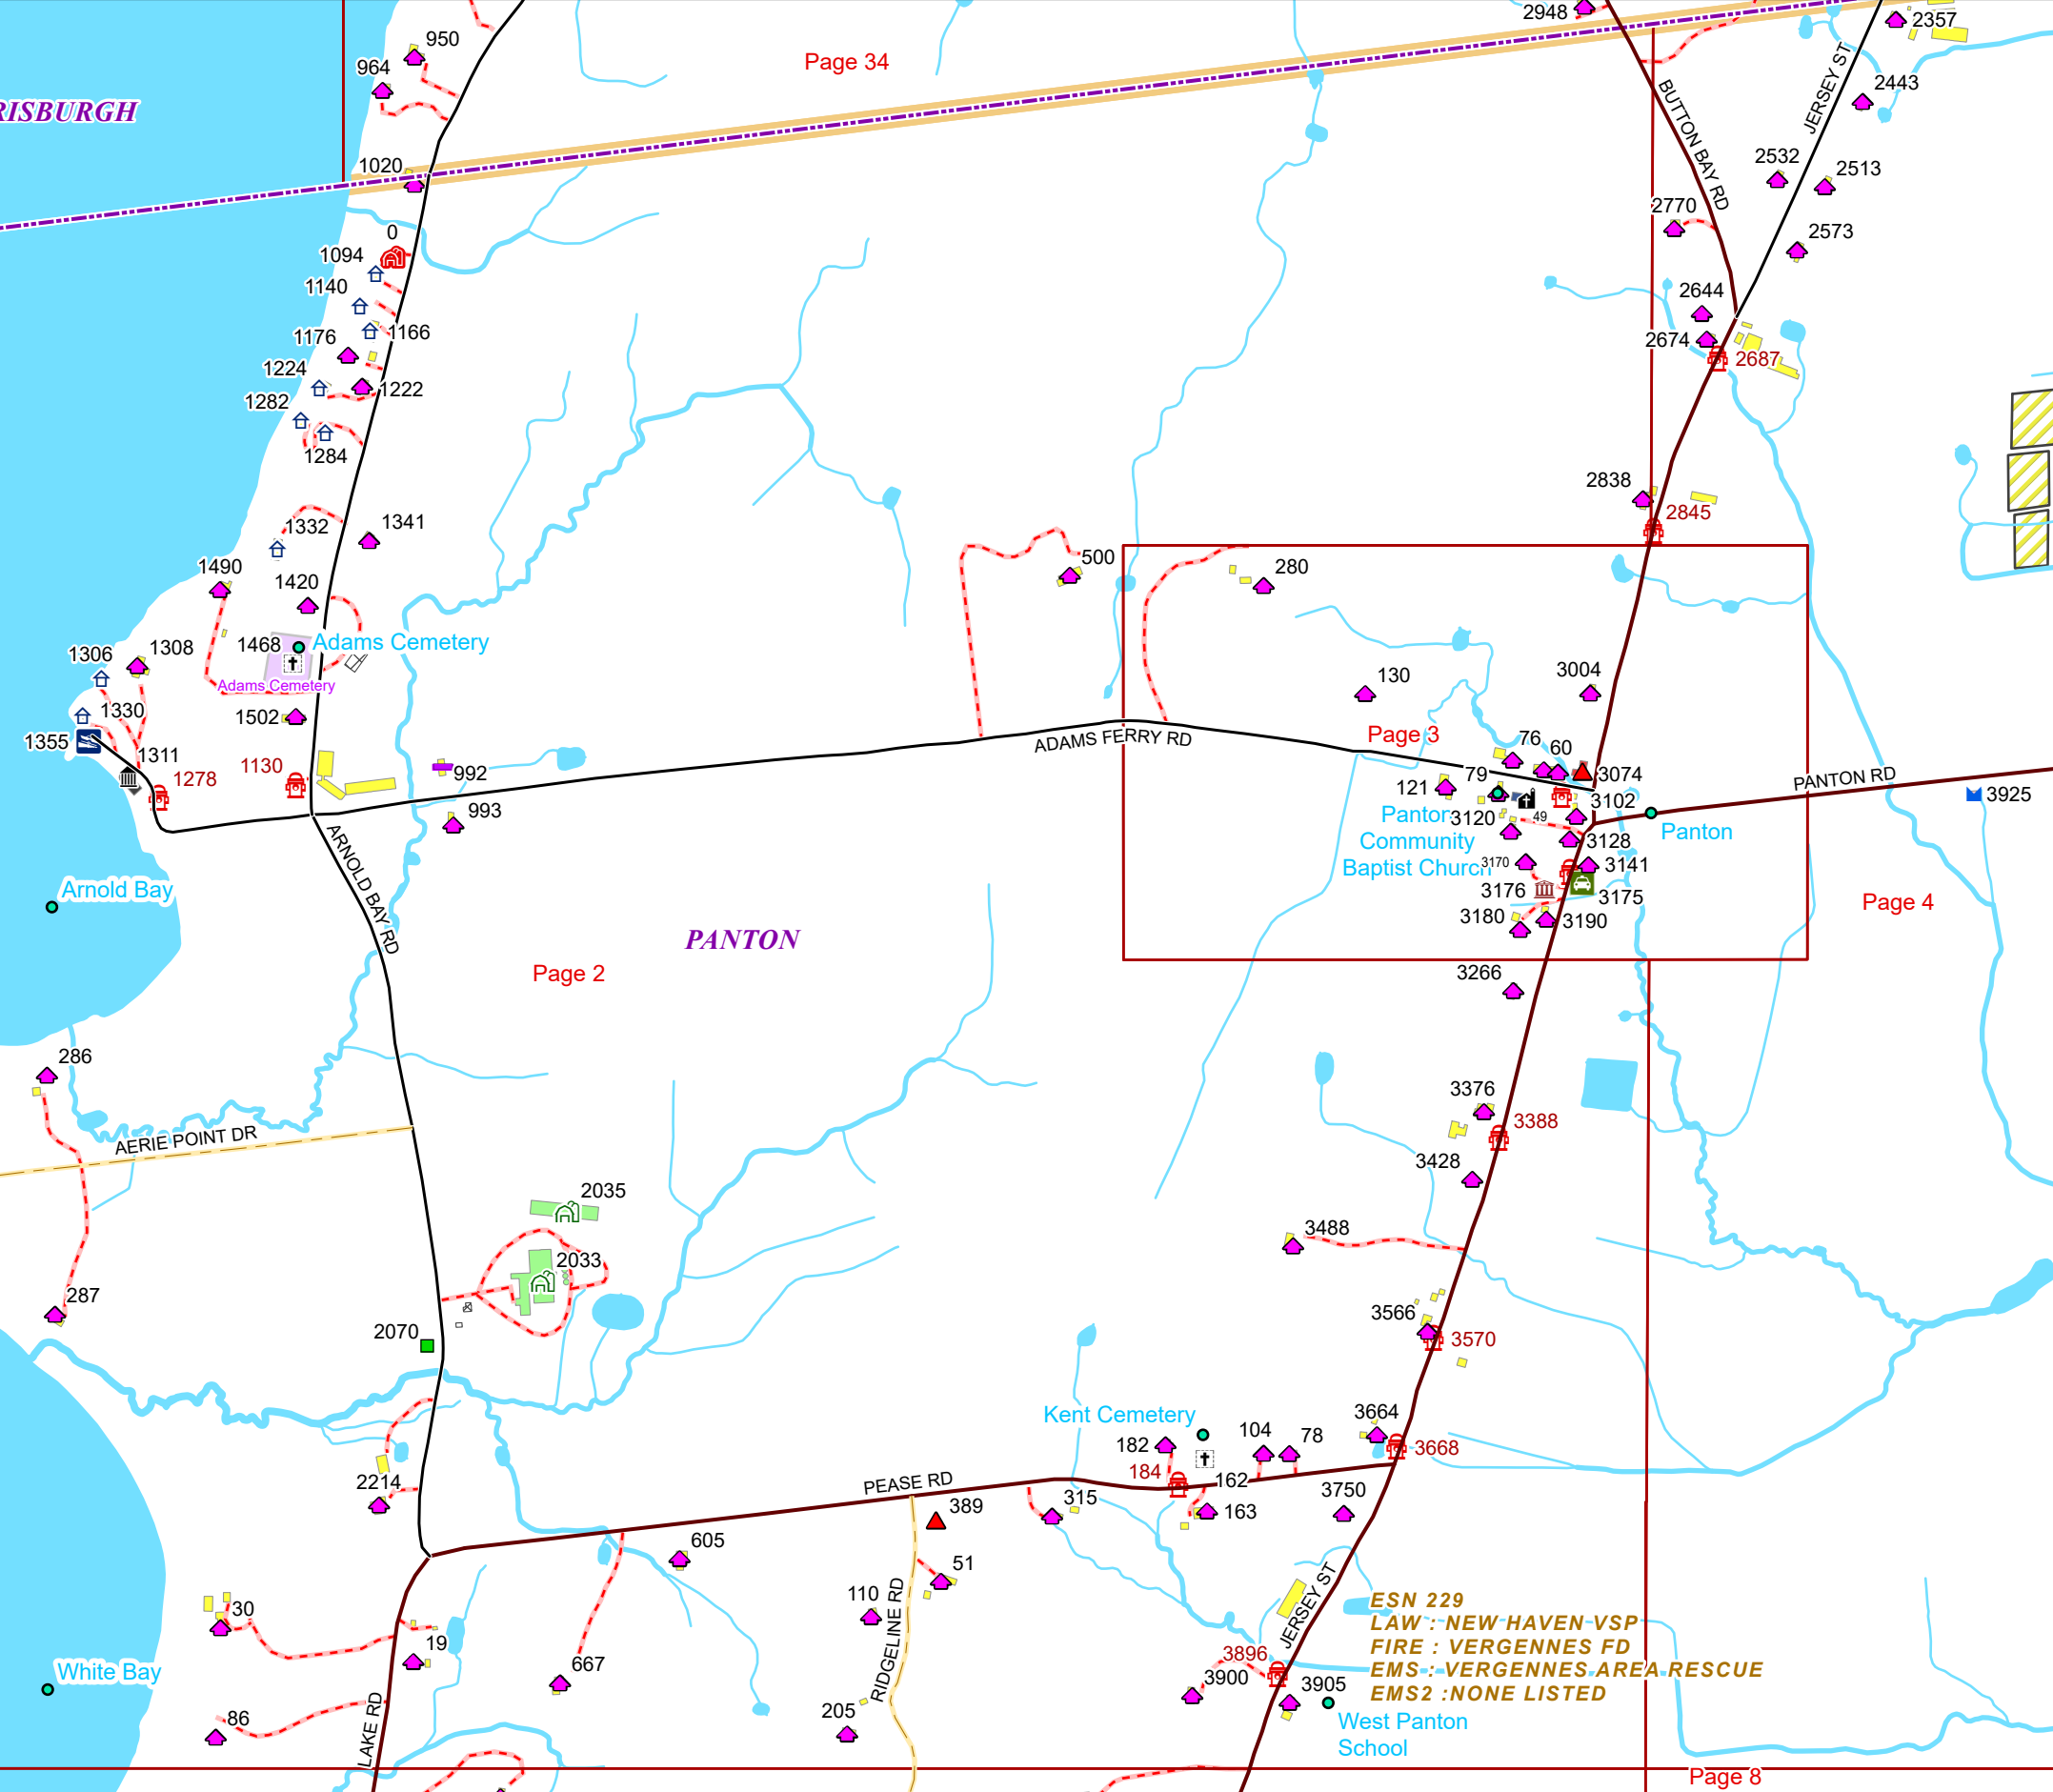 950
964
Page 34
2948
2357
RISBURGH
BUTTON BAY RD
JERSEY ST
2443
1020
2532
2513
2770
2573
0
1094
1140
1176
1166
1224
1222
1282
1284
2644
2674
2687
2838
2845
1332
1341
1490
1420
500
280
1468
Adams Cemetery
Adams Cemetery
1306
1308
130
3004
1330
1502
1355
1311
1278
1130
992
993
ADAMS FERRY RD
Page 3
76
60
79
3074
121
3102
PANTON RD
3925
Panton
Community
Baptist Church
3120
49
3128
Panton
3170
3141
3176
3175
3180
3190
Arnold Bay
ARNOLD BAY RD
PANTON
Page 2
Page 4
3266
286
AERIE POINT DR
3376
3388
3428
2035
2033
3488
287
2070
3566
3570
Kent Cemetery
182
184
104
78
3664
3668
162
163
2214
PEASE RD
389
315
3750
605
51
110
RIDGELINE RD
30
19
667
205
White Bay
86
LAKE RD
JERSEY ST
3896
3900
3905
West Panton
School
ESN 229
LAW : NEW HAVEN VSP
FIRE : VERGENNES FD
EMS : VERGENNES AREA RESCUE
EMS2 :NONE LISTED
Page 8